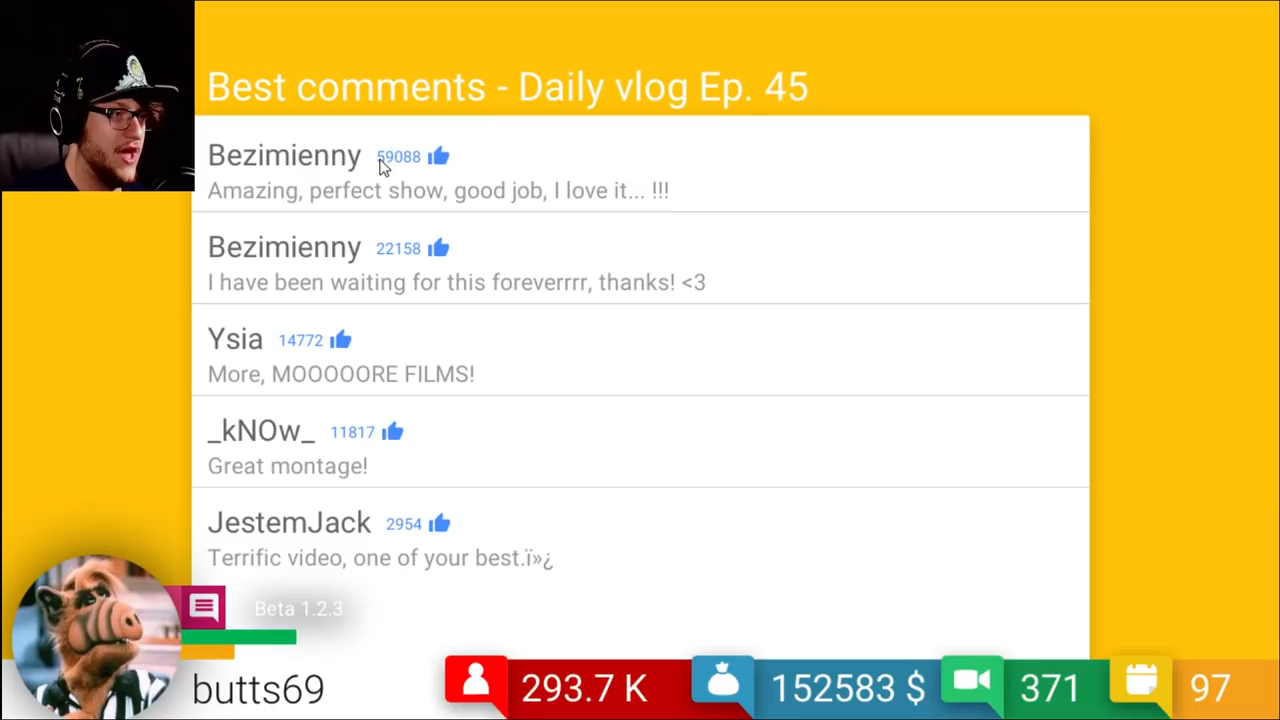 Best comments - Daily vlog Ep. 45
Bezimienny 59088
Amazing, perfect show, good job, I love it... !!!
Bezimienny 22158
I have been waiting for this foreverrrr, thanks! <3
Ysia 14772
More, MOOOOORE FILMS!
_kNOw_ 11817
Great montage!
JestemJack 2954
Terrific video, one of your best.ï»¿
Beta 1.2.3
butts69
293.7 K
152583 $
371
97